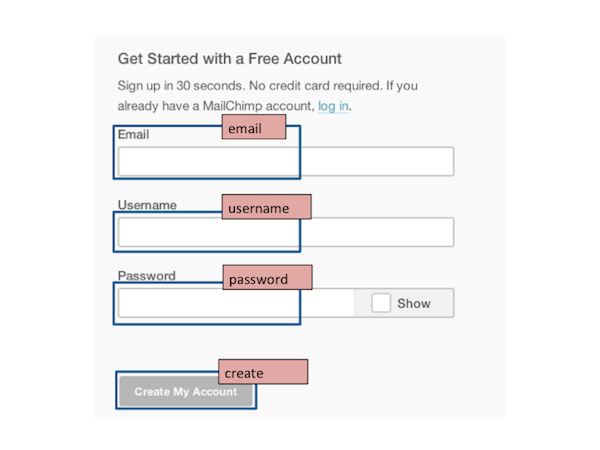 Get Started with a Free Account
Sign up in 30 seconds. No credit card required. If you
already have a MailChimp account, log in.
email
Email
username
Username
password
Password
Show
create
Create My Account